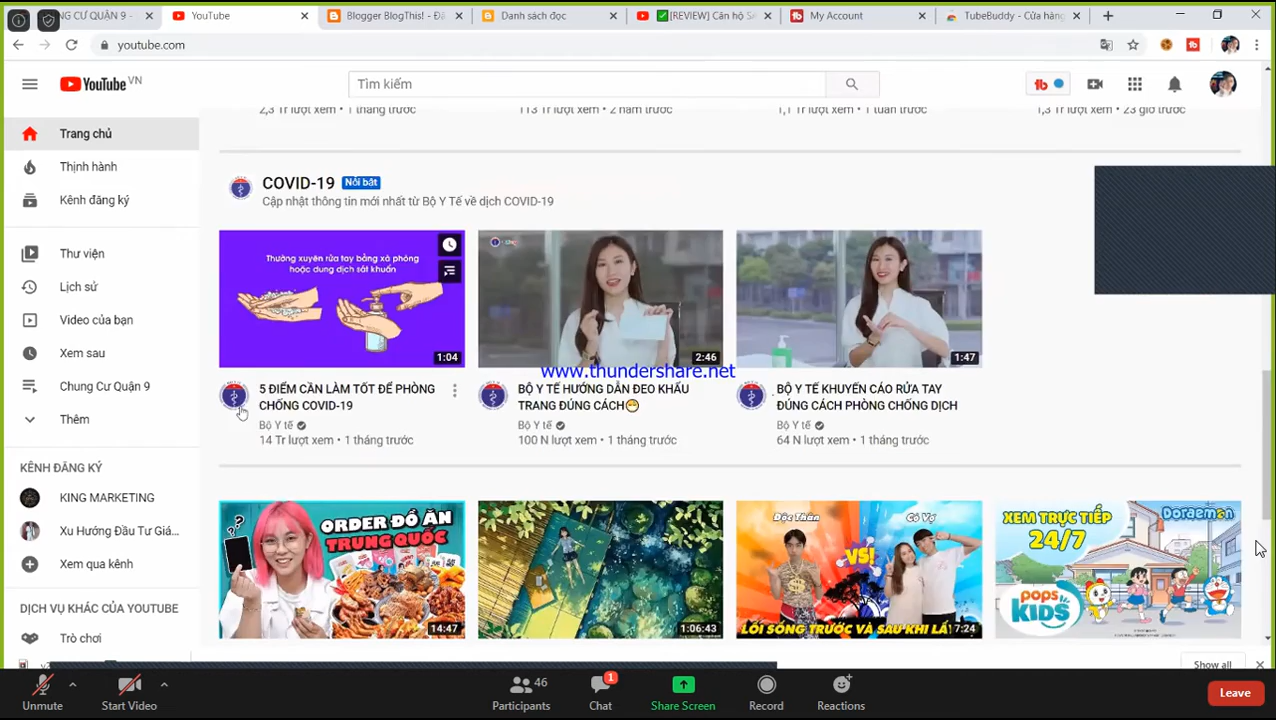 NG CƯ QUẬN 9 -
YouTube
Blogger BlogThis! - Đá
Danh sách đọc
[REVIEW] Căn hộ Se
My Account
TubeBuddy - Cửa hàng
youtube.com
YouTube VN
Tìm kiếm
tb
2,3 Tr lượt xem • 1 tháng trước
113 Tr lượt xem • 2 năm trước
1,1 Tr lượt xem • 1 tuần trước
1,3 Tr lượt xem • 23 giờ trước
Trang chủ
Thịnh hành
Kênh đăng ký
Thư viện
Lịch sử
Video của bạn
Xem sau
Chung Cư Quận 9
Thêm
KÊNH ĐĂNG KÝ
KING MARKETING
Xu Hướng Đầu Tư Giá...
Xem qua kênh
DỊCH VỤ KHÁC CỦA YOUTUBE
Trò chơi
COVID-19 Nổi bật
Cập nhật thông tin mới nhất từ Bộ Y Tế về dịch COVID-19
Thường xuyên rửa tay bằng xà phòng
hoặc dung dịch sát khuẩn
1:04
2:46
1:47
www.thundershare.net
5 ĐIỂM CẦN LÀM TỐT ĐỂ PHÒNG
CHỐNG COVID-19
Bộ Y tế
14 Tr lượt xem • 1 tháng trước
BỘ Y TẾ HƯỚNG DẪN ĐEO KHẨU
TRANG ĐÚNG CÁCH😷
Bộ Y tế
100 N lượt xem • 1 tháng trước
BỘ Y TẾ KHUYẾN CÁO RỬA TAY
ĐÚNG CÁCH PHÒNG CHỐNG DỊCH
Bộ Y tế
64 N lượt xem • 1 tháng trước
ORDER ĐỒ ĂN
TRUNG QUỐC
14:47
1:06:43
Độc Thân
Có Vợ
VS!
LỐI SỐNG TRƯỚC VÀ SAU KHI LẤ
7:24
XEM TRỰC TIẾP
24/7
Doraemon
POPS
KIDS
Show all
Unmute
Start Video
46
Participants
1
Chat
Share Screen
Record
Reactions
Leave